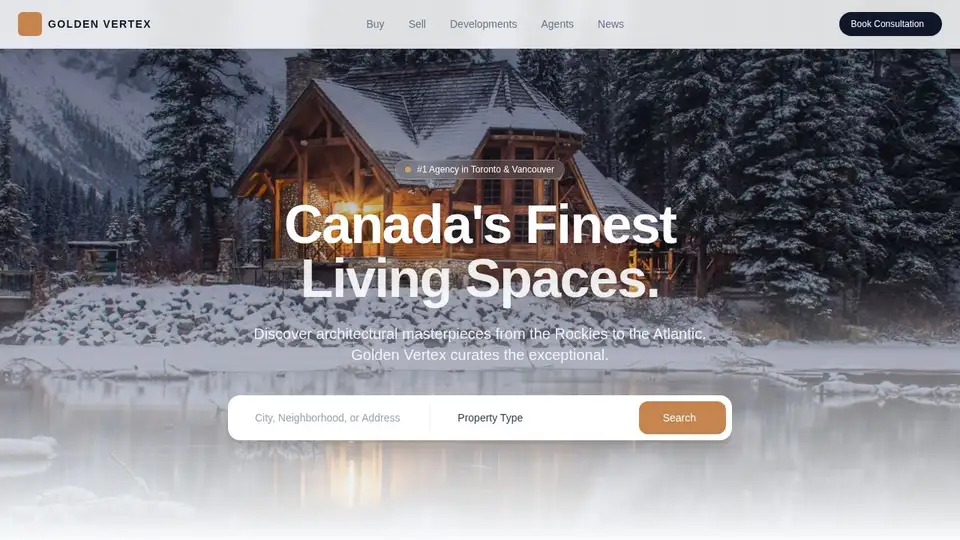 GOLDEN VERTEX
Buy
Sell
Developments
Agents
News
Book Consultation
#1 Agency in Toronto & Vancouver
Canada's Finest
Living Spaces.
Discover architectural masterpieces from the Rockies to the Atlantic.
Golden Vertex curates the exceptional.
City, Neighborhood, or Address
Property Type
Search